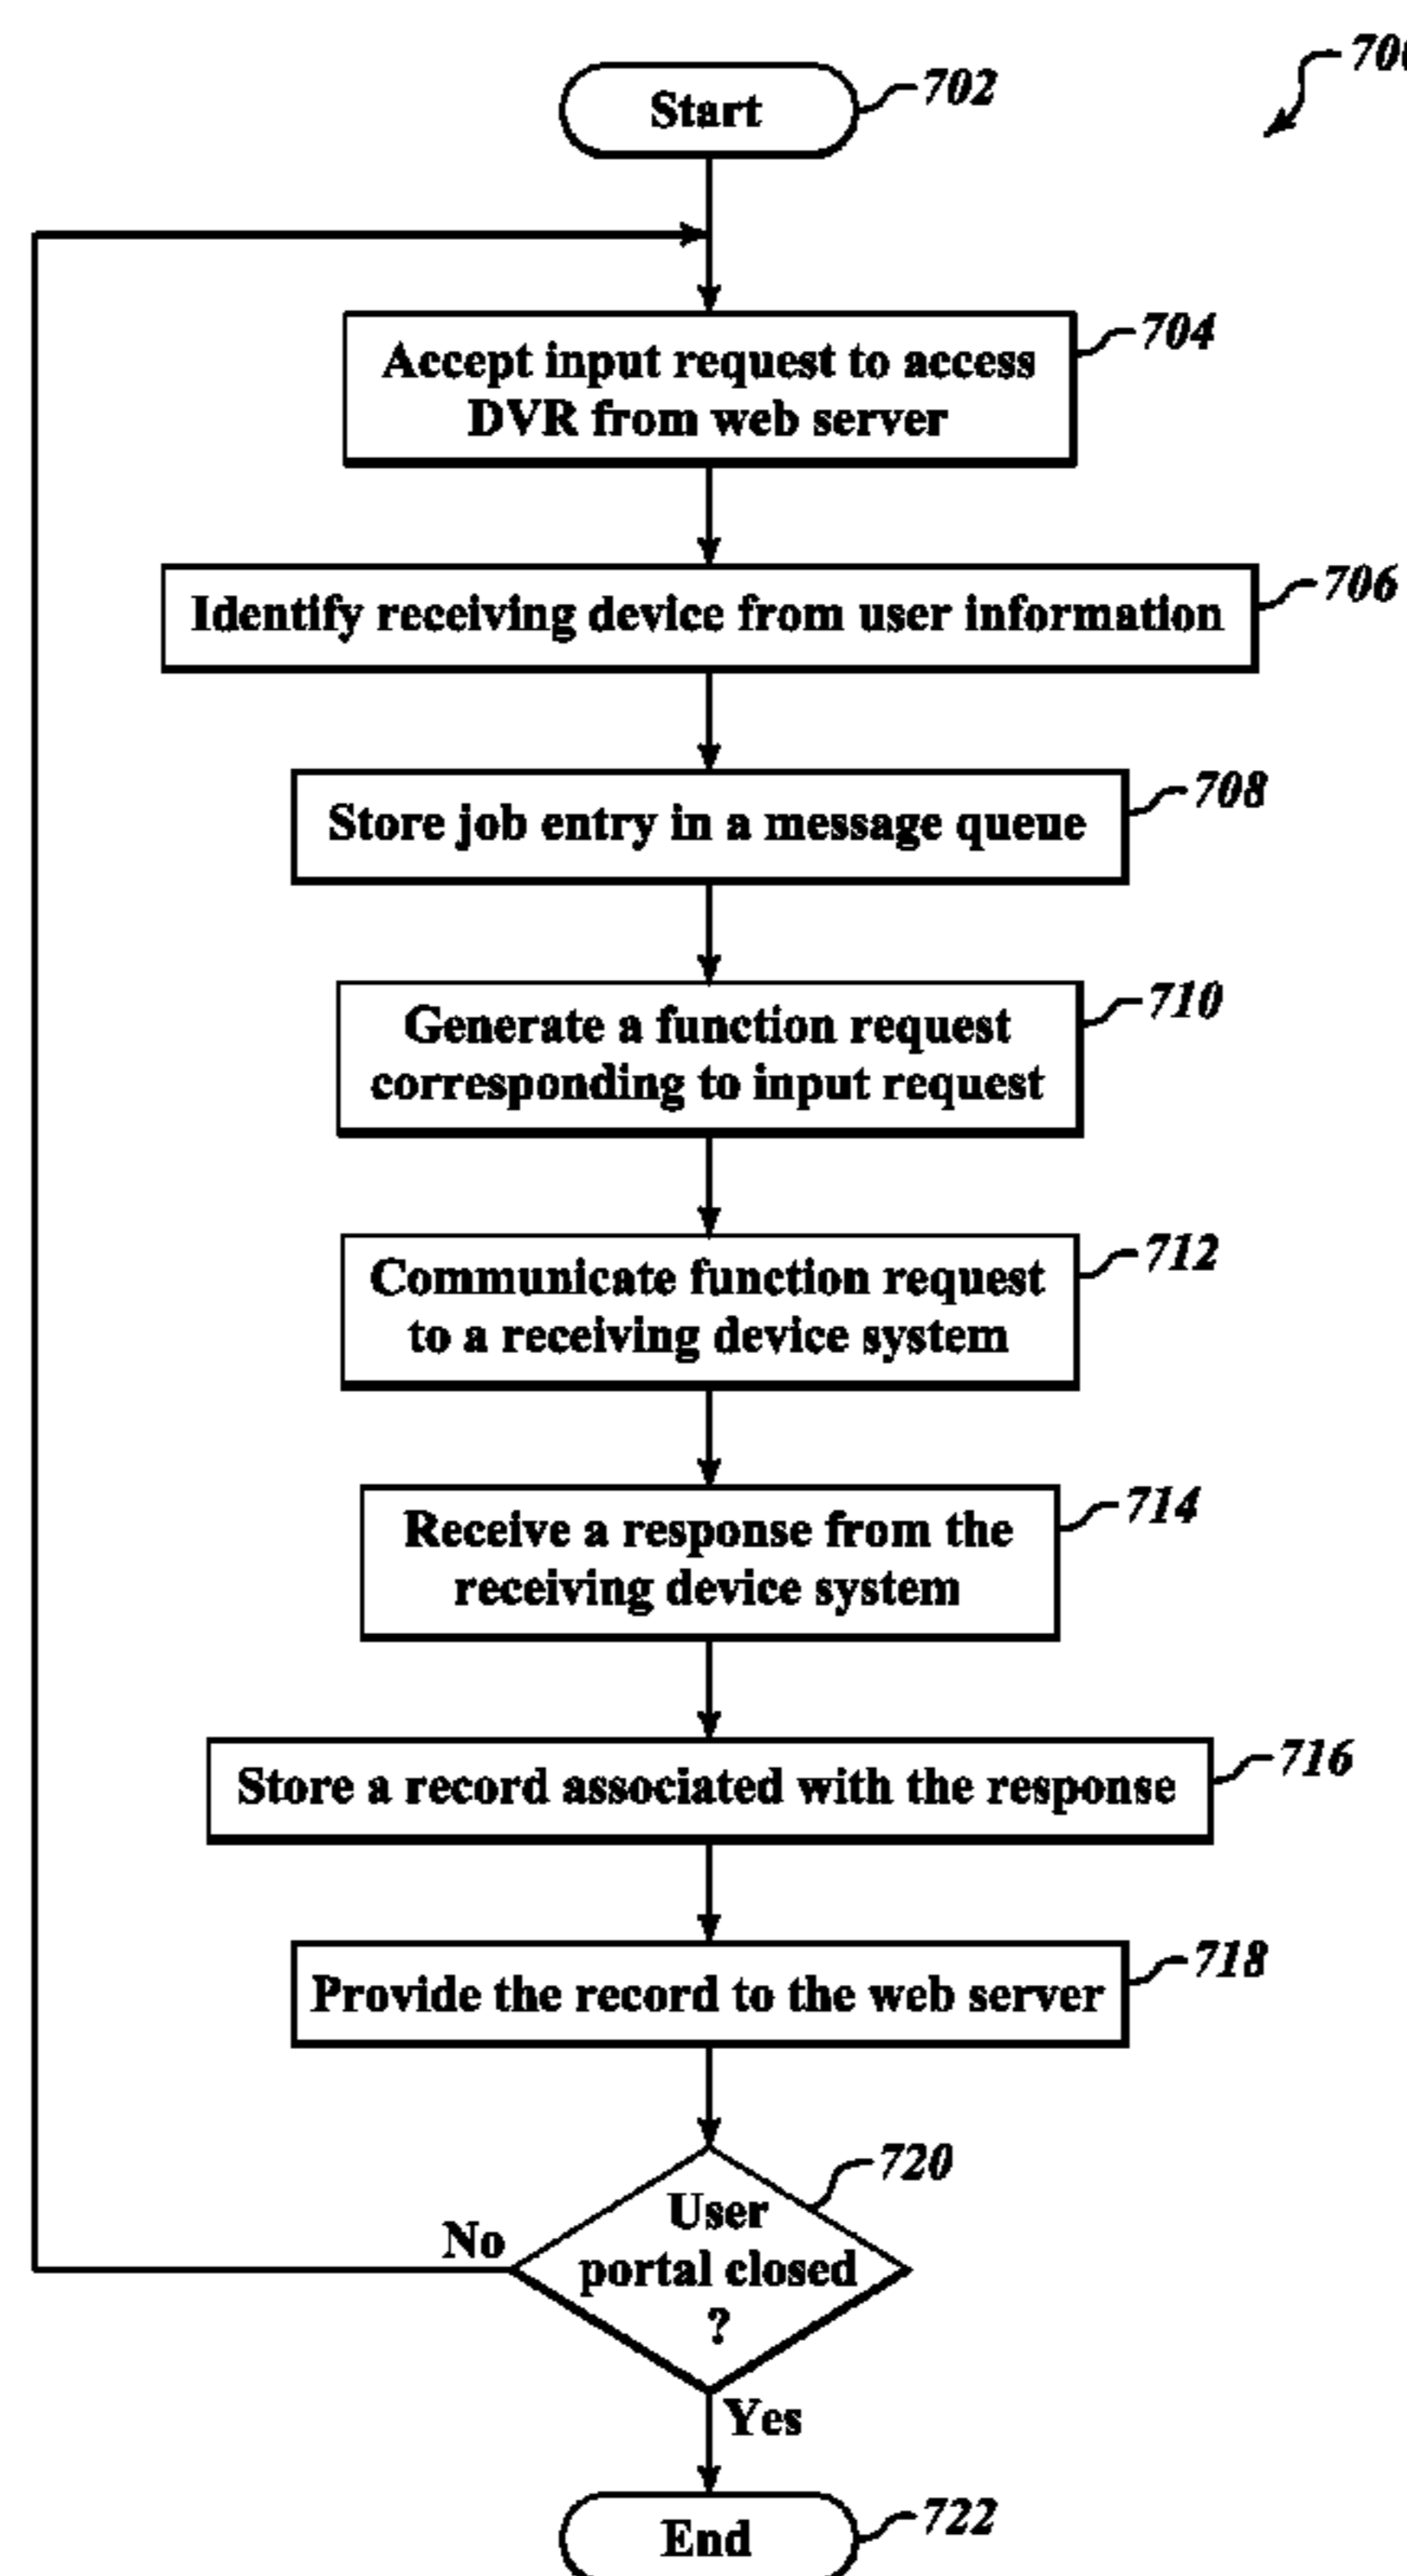 700
Start
702
Accept input request to access
DVR from web server
704
Identify receiving device from user information
706
Store job entry in a message queue
708
Generate a function request
corresponding to input request
710
Communicate function request
to a receiving device system
712
Receive a response from the
receiving device system
714
Store a record associated with the response
716
Provide the record to the web server
718
User
portal closed
?
720
No
Yes
End
722